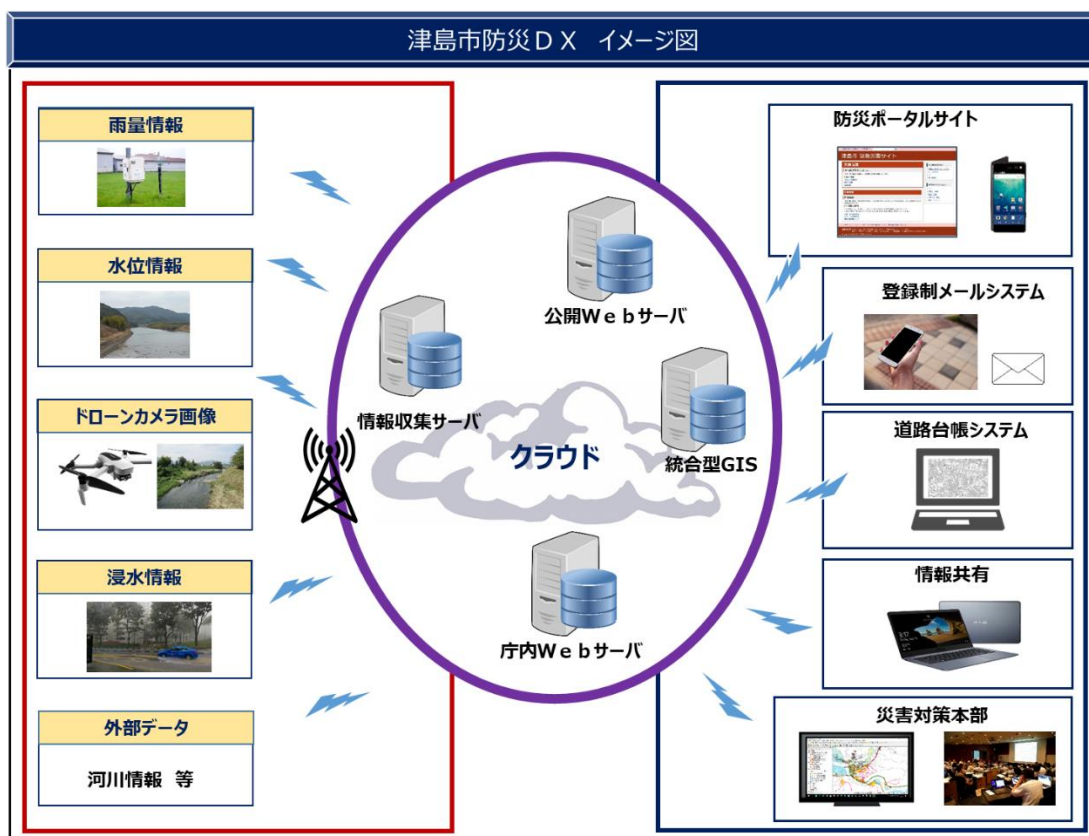 津島市防災ＤＸ イメージ図
雨量情報
水位情報
ドローンカメラ画像
浸水情報
外部データ
河川情報 等
公開Ｗｅｂサーバ
情報収集サーバ
クラウド
統合型GIS
庁内Ｗｅｂサーバ
防災ポータルサイト
登録制メールシステム
道路台帳システム
情報共有
災害対策本部